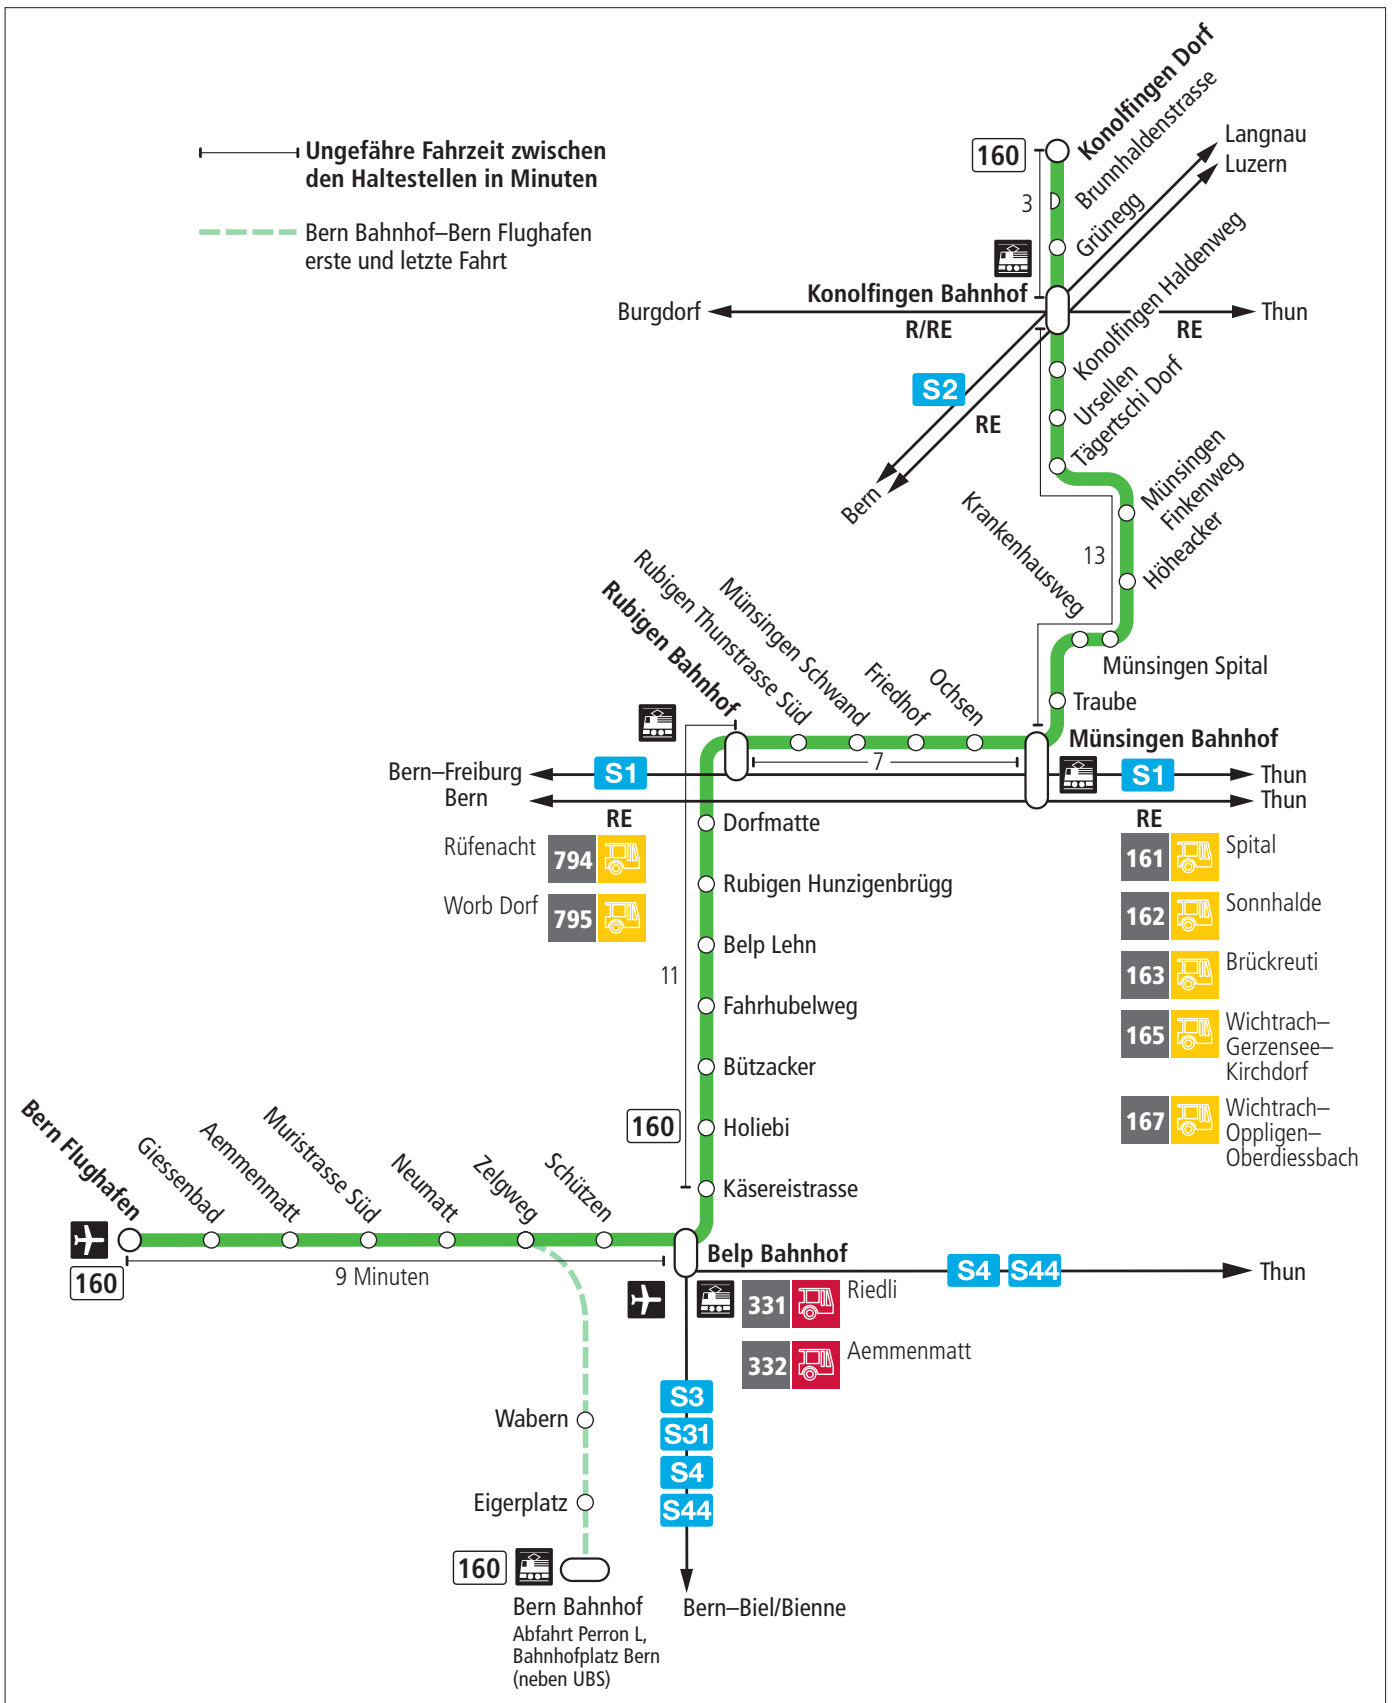 Ungefähre Fahrzeit zwischen
den Haltestellen in Minuten
Bern Bahnhof–Bern Flughafen
erste und letzte Fahrt
160
Konolfingen Dorf
Brunnhaldenstrasse
Grünegg
3
Langnau
Luzern
Konolfingen Bahnhof
Burgdorf
R/RE
RE
Thun
S2
RE
Bern
Konolfingen Haldenweg
Ursellen
Tägertschi Dorf
Münsingen
Finkenweg
Höheacker
13
Krankenhausweg
Münsingen Spital
Traube
Münsingen Bahnhof
Ochsen
Friedhof
Münsingen Schwand
Rubigen Thunstrasse Süd
Rubigen Bahnhof
7
Bern–Freiburg
S1
S1
Thun
Bern
Thun
RE
RE
Rüfenacht
794
Worb Dorf
795
161
Spital
162
Sonnhalde
163
Brückreuti
165
Wichtrach–
Gerzensee–
Kirchdorf
167
Wichtrach–
Oppligen–
Oberdiessbach
Dorfmatte
Rubigen Hunzigenbrügg
Belp Lehn
11
Fahrhubelweg
Bützacker
160
Holiebi
Käsereistrasse
Bern Flughafen
Giessenbad
Aemmenmatt
Muristrasse Süd
Neumatt
Zelgweg
Schützen
Belp Bahnhof
160
9 Minuten
S4
S44
Thun
331
Riedli
332
Aemmenmatt
S3
S31
S4
S44
Wabern
Eigerplatz
160
Bern Bahnhof
Abfahrt Perron L,
Bahnhofplatz Bern
(neben UBS)
Bern–Biel/Bienne